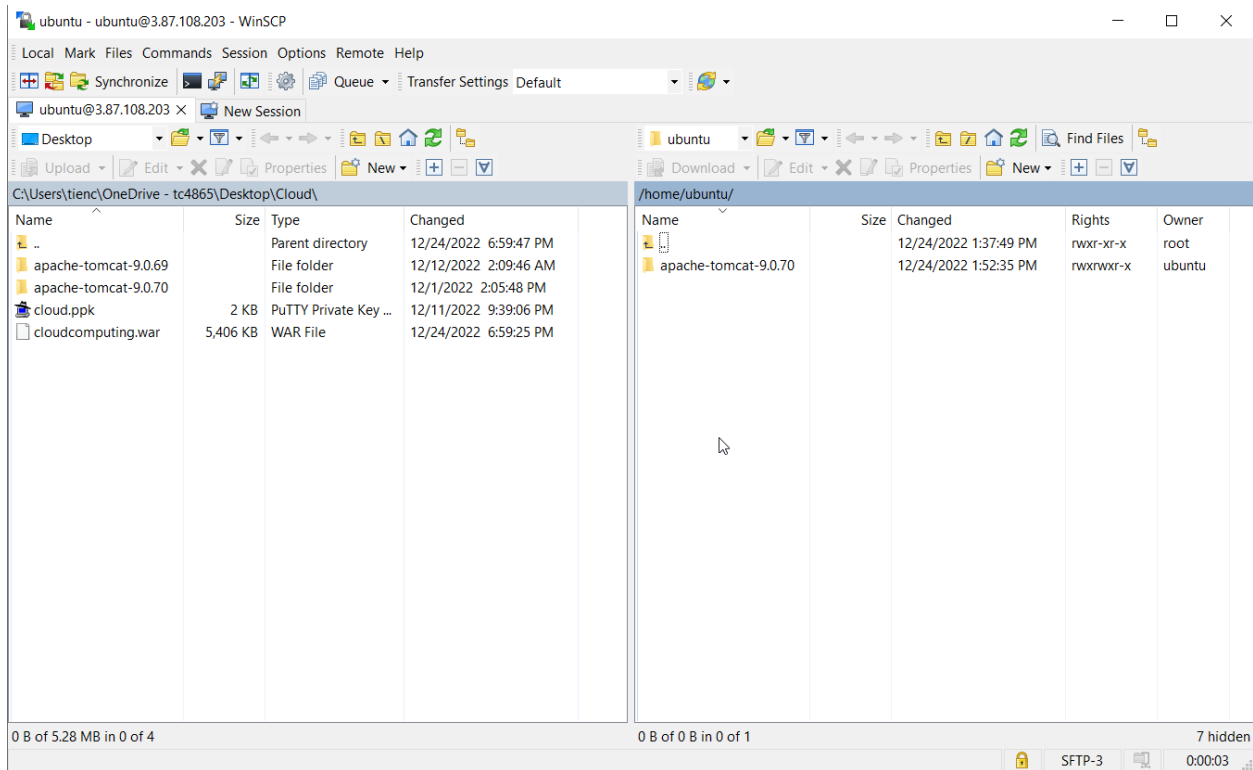 ubuntu - ubuntu@3.87.108.203 - WinSCP
Local Mark Files Commands Session Options Remote Help
Synchronize Queue Transfer Settings Default
ubuntu@3.87.108.203 New Session
Desktop ubuntu Find Files
Upload Edit Properties New Download Edit Properties New
C:\Users\tienc\OneDrive - tc4865\Desktop\Cloud\ /home/ubuntu/
Name Size Type Changed Name Size Changed Rights Owner
.. Parent directory 12/24/2022 6:59:47 PM .. 12/24/2022 1:37:49 PM rwxr-xr-x root
apache-tomcat-9.0.69 File folder 12/12/2022 2:09:46 AM apache-tomcat-9.0.70 12/24/2022 1:52:35 PM rwxrwxr-x ubuntu
apache-tomcat-9.0.70 File folder 12/1/2022 2:05:48 PM
cloud.ppk 2 KB PuTTY Private Key ... 12/11/2022 9:39:06 PM
cloudcomputing.war 5,406 KB WAR File 12/24/2022 6:59:25 PM
0 B of 5.28 MB in 0 of 4 0 B of 0 B in 0 of 1 7 hidden
SFTP-3 0:00:03